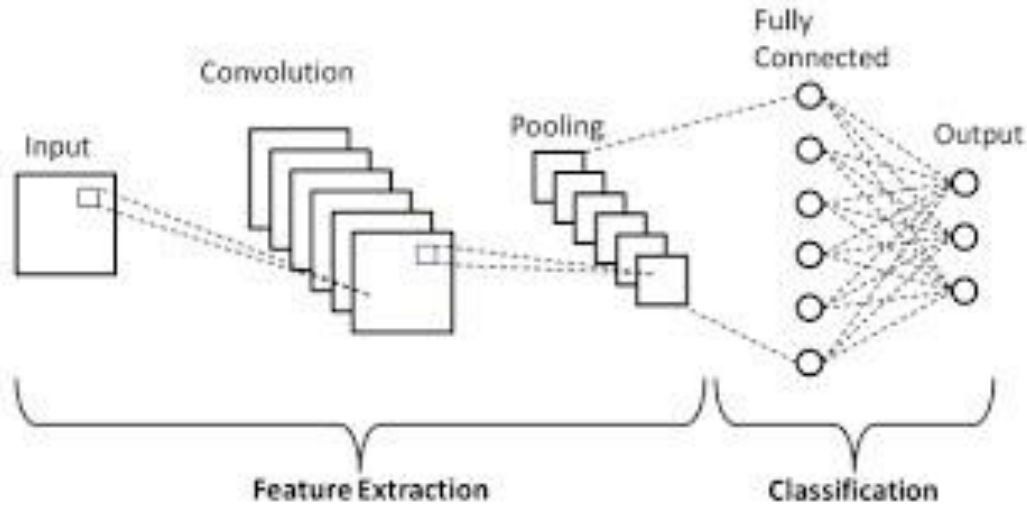 Input
Convolution
Pooling
Fully
Connected
Output
Feature Extraction
Classification